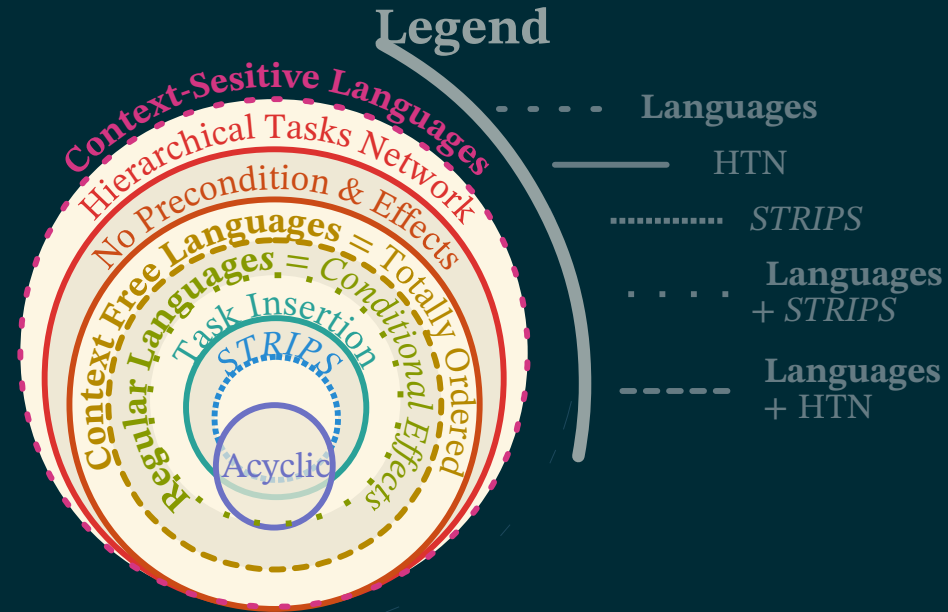 Legend
Context-Sesitive Languages
Hierarchical Tasks Network
No Precondition & Effects
Context Free Languages = Totally Ordered
Regular Languages = Conditional Effects
Task Insertion
STRIPS
Acyclic
Languages
HTN
STRIPS
Languages
+ STRIPS
Languages
+ HTN